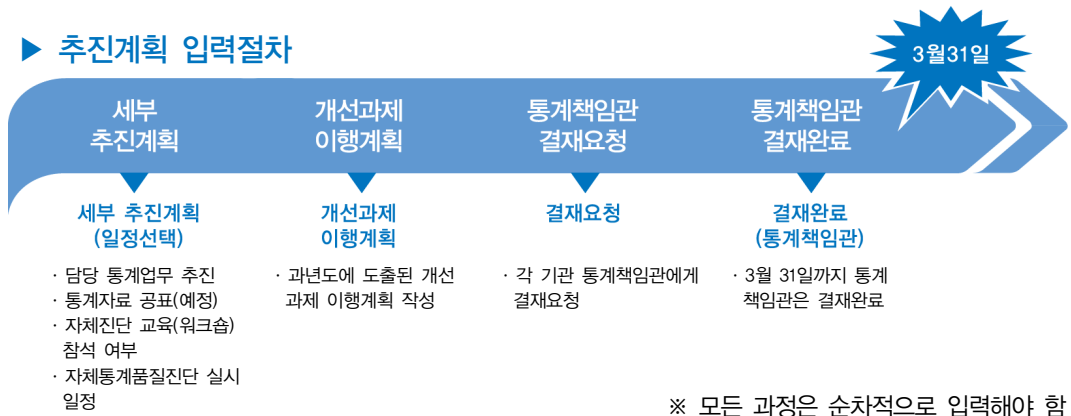 ▶ 추진계획 입력절차
3월31일
세부
추진계획
개선과제
이행계획
통계책임관
결재요청
통계책임관
결재완료
세부 추진계획
(일정선택)
· 담당 통계업무 추진
· 통계자료 공표(예정)
· 자체진단 교육(워크숍)
참석 여부
· 자체통계품질진단 실시
일정
개선과제
이행계획
· 과년도에 도출된 개선
과제 이행계획 작성
결재요청
· 각 기관 통계책임관에게
결재요청
결재완료
(통계책임관)
· 3월 31일까지 통계
책임관은 결재완료
※ 모든 과정은 순차적으로 입력해야 함